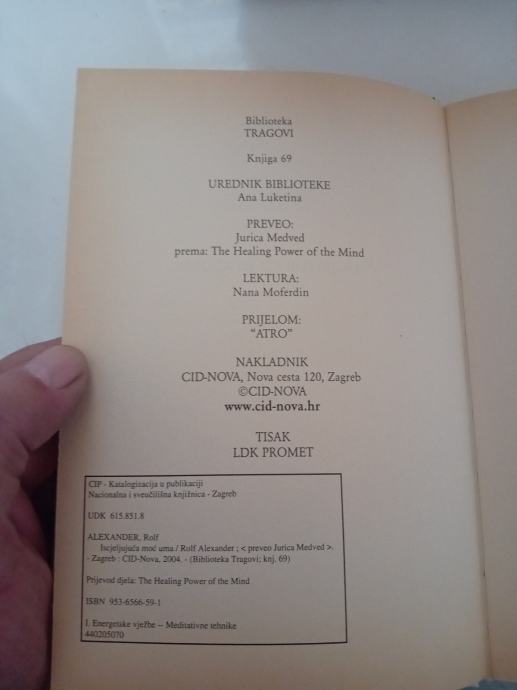 Biblioteka
TRAGOVI
Knjiga 69
UREDNIK BIBLIOTEKE
Ana Luketina
PREVEO:
Jurica Medved
prema: The Healing Power of the Mind
LEKTURA:
Nana Moferdin
PRIJELOM:
“ATRO”
NAKLADNIK
CID-NOVA, Nova cesta 120, Zagreb
©CID-NOVA
www.cid-nova.hr
TISAK
LDK PROMET
CIP - Katalogizacija u publikaciji
Nacionalna i sveučilišna knjižnica - Zagreb
UDK 615.851.8
ALEXANDER, Rolf
Iscjeljujuća moć uma / Rolf Alexander ; < preveo Jurica Medved >.
- Zagreb : CID-Nova, 2004. - (Biblioteka Tragovi; knj. 69)
Prijevod djela: The Healing Power of the Mind
ISBN 953-6566-59-1
I. Energetske vježbe -- Meditativne tehnike
440205070